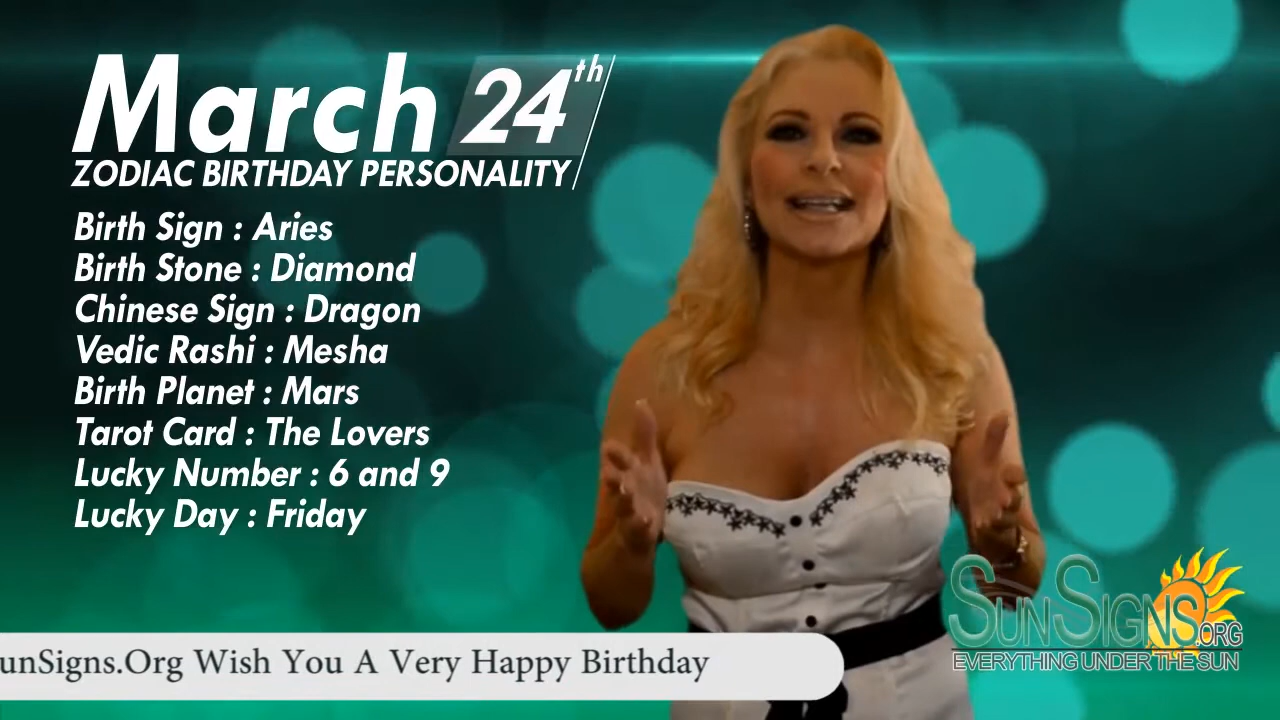 March 24th
ZODIAC BIRTHDAY PERSONALITY
Birth Sign : Aries
Birth Stone : Diamond
Chinese Sign : Dragon
Vedic Rashi : Mesha
Birth Planet : Mars
Tarot Card : The Lovers
Lucky Number : 6 and 9
Lucky Day : Friday
SUNSIGNS.ORG
EVERYTHING UNDER THE SUN
unSigns.Org Wish You A Very Happy Birthday